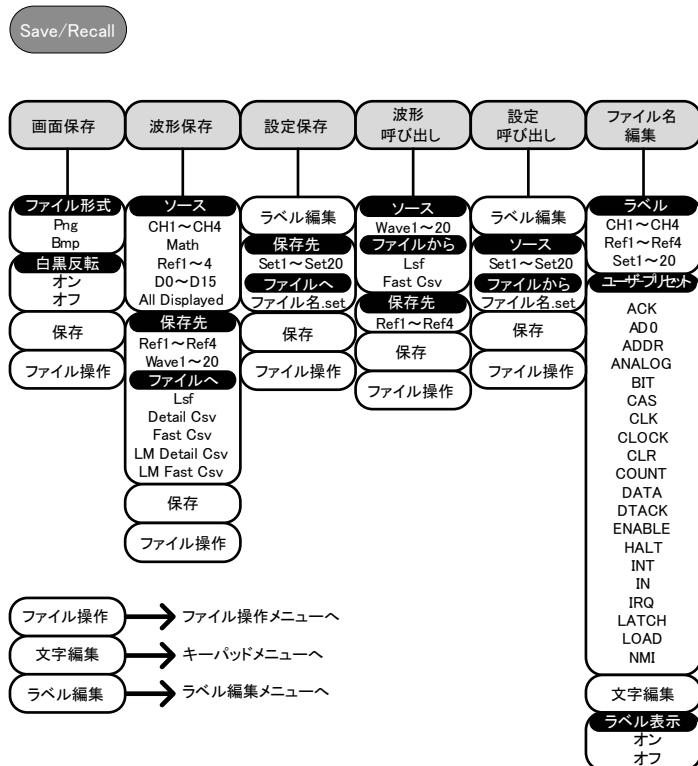 Save/Recall
画面保存
ファイル形式
Png
Bmp
白黒反転
オン
オフ
保存
ファイル操作
波形保存
ソース
CH1～CH4
Math
Ref1～4
D0～D15
All Displayed
保存先
Ref1～Ref4
Wave1～20
ファイルへ
Lsf
Detail Csv
Fast Csv
LM Detail Csv
LM Fast Csv
保存
ファイル操作
設定保存
ラベル編集
保存先
Set1～Set20
ファイルへ
ファイル名.set
保存
ファイル操作
波形
呼び出し
ソース
Wave1～20
ファイルから
Lsf
Fast Csv
保存先
Ref1～Ref4
保存
ファイル操作
設定
呼び出し
ラベル編集
ソース
Set1～Set20
ファイルから
ファイル名.set
保存
ファイル操作
ファイル名
編集
ラベル
CH1～CH4
Ref1～Ref4
Set1～20
ユーザプリセット
ACK
AD0
ADDR
ANALOG
BIT
CAS
CLK
CLOCK
CLR
COUNT
DATA
DTACK
ENABLE
HALT
INT
IN
IRQ
LATCH
LOAD
NMI
文字編集
ラベル表示
オン
オフ
ファイル操作 ファイル操作メニューへ
文字編集 キーパッドメニューへ
ラベル編集 ラベル編集メニューへ